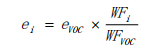 e_i = e_VOC × WF_i / WF_VOC